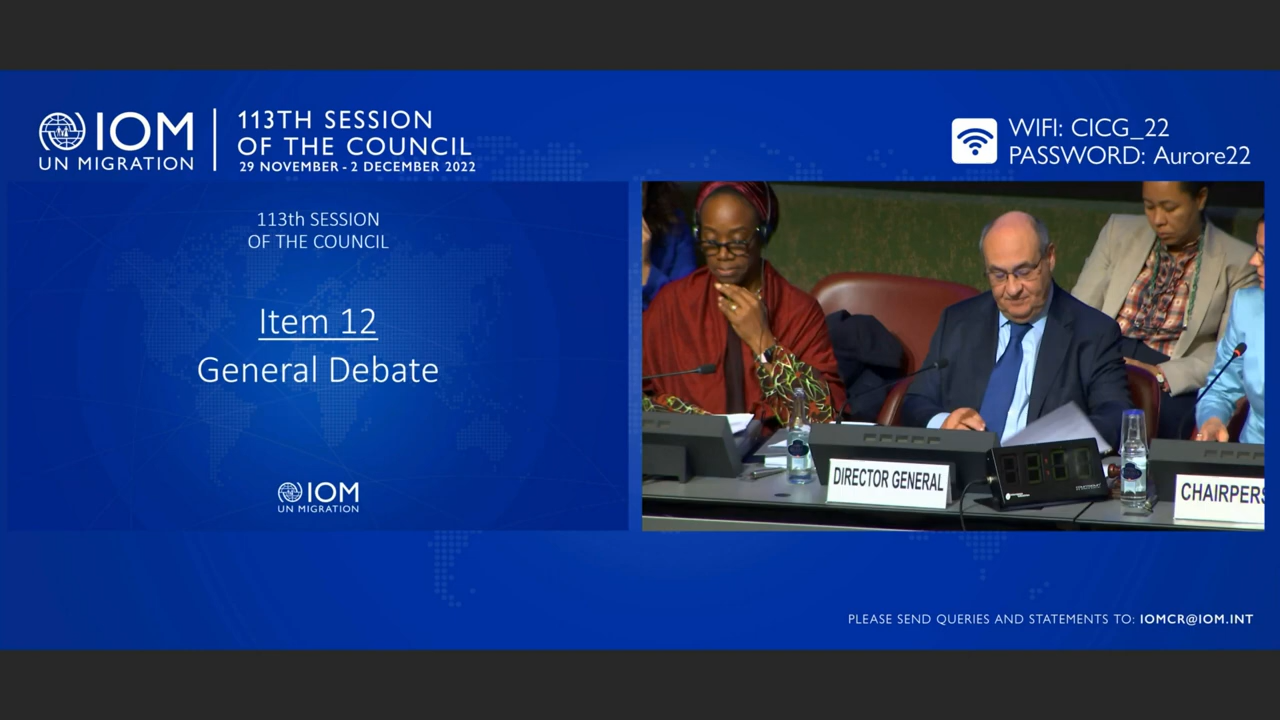 IOM
UN MIGRATION
113TH SESSION
OF THE COUNCIL
29 NOVEMBER - 2 DECEMBER 2022
WIFI: CICG_22
PASSWORD: Aurore22
113th SESSION
OF THE COUNCIL
Item 12
General Debate
IOM
UN MIGRATION
DIRECTOR GENERAL
CHAIRPERS
PLEASE SEND QUERIES AND STATEMENTS TO: IOMCR@IOM.INT